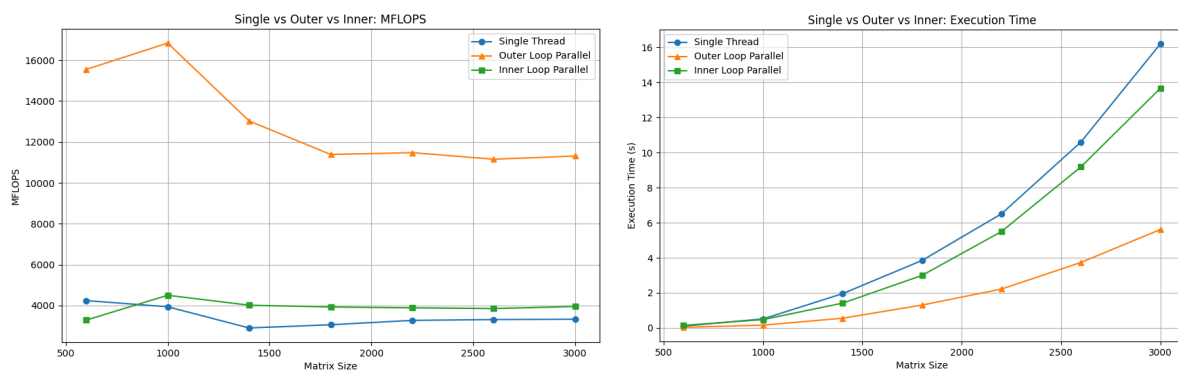 Single vs Outer vs Inner: MFLOPS
16000
14000
12000
10000
8000
6000
4000
MFLOPS
Single Thread
Outer Loop Parallel
Inner Loop Parallel
500
1000
1500
2000
2500
3000
Matrix Size
Single vs Outer vs Inner: Execution Time
16
14
12
10
8
6
4
2
0
Execution Time (s)
Single Thread
Outer Loop Parallel
Inner Loop Parallel
500
1000
1500
2000
2500
3000
Matrix Size